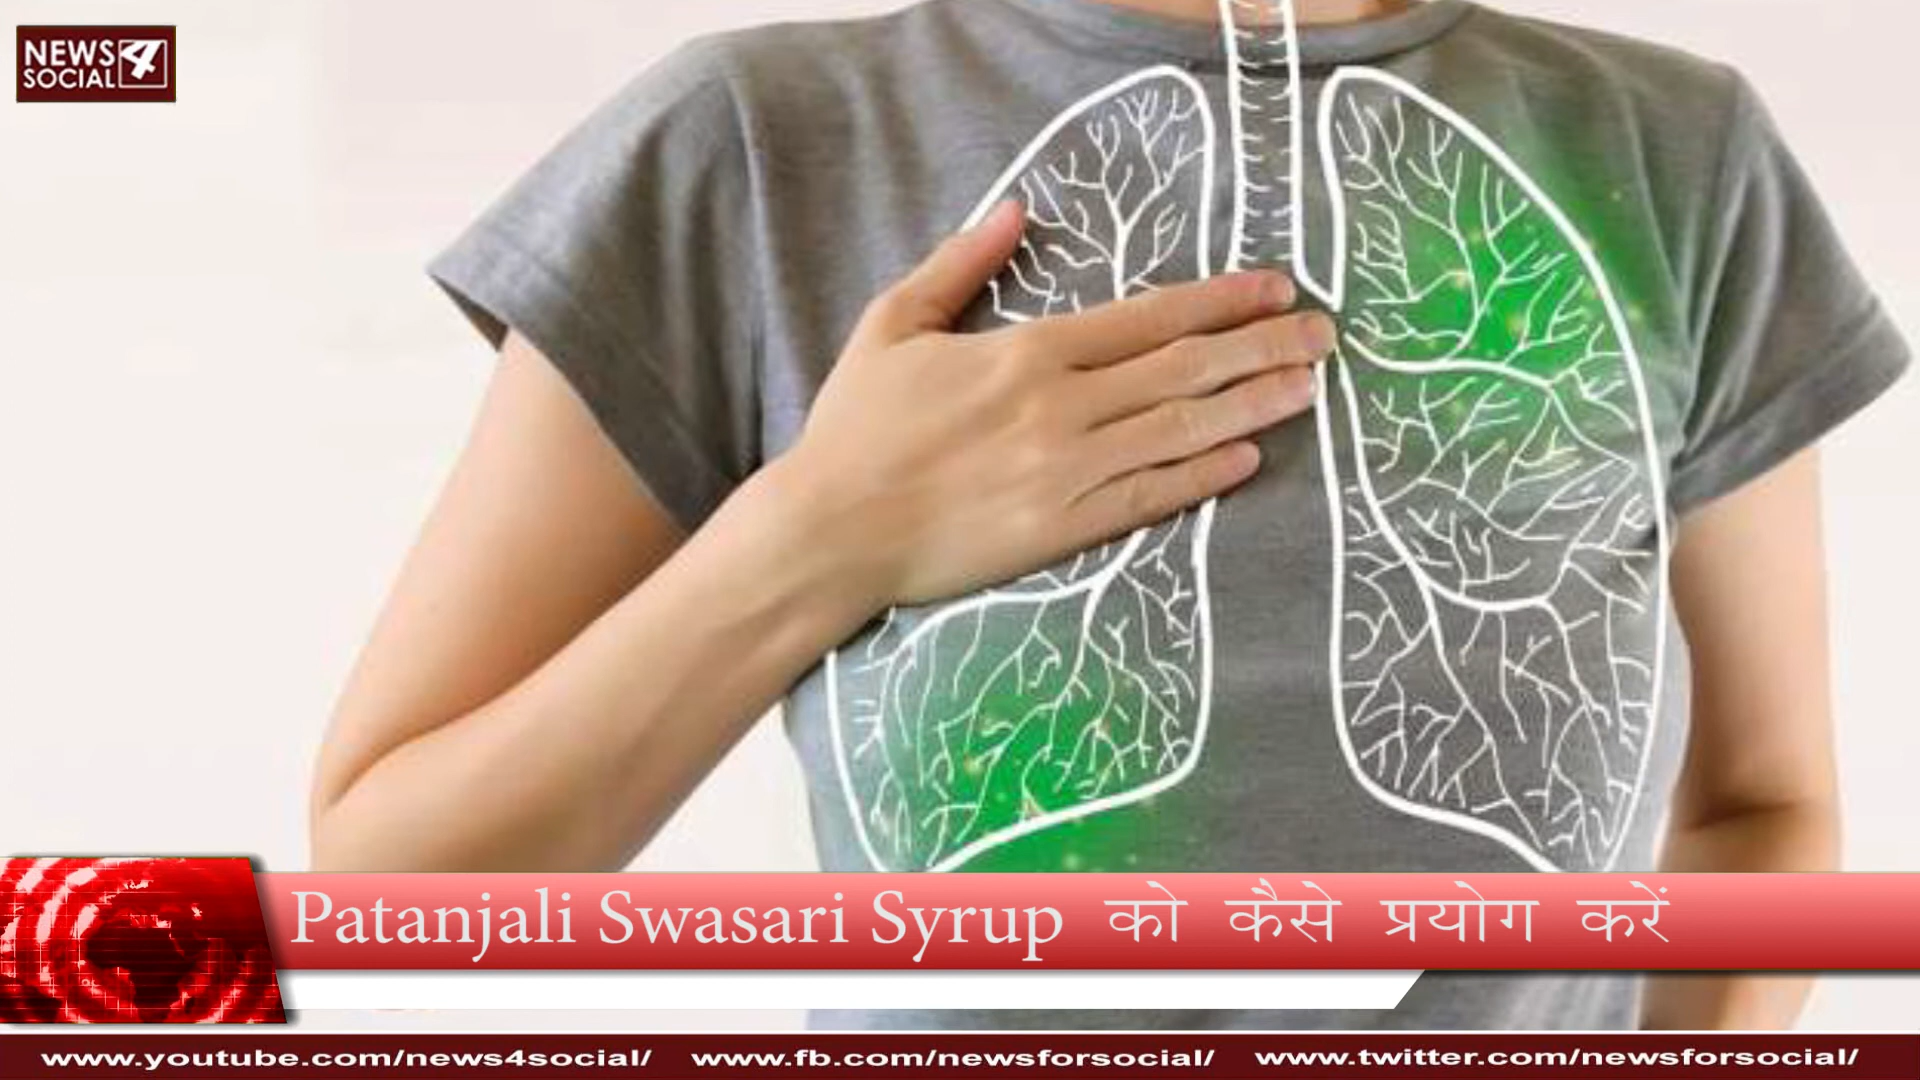 NEWS 4
SOCIAL
Patanjali Swasari Syrup को कैसे प्रयोग करें
www.youtube.com/news4social/ www.fb.com/newsforsocial/ www.twitter.com/newsforsocial/